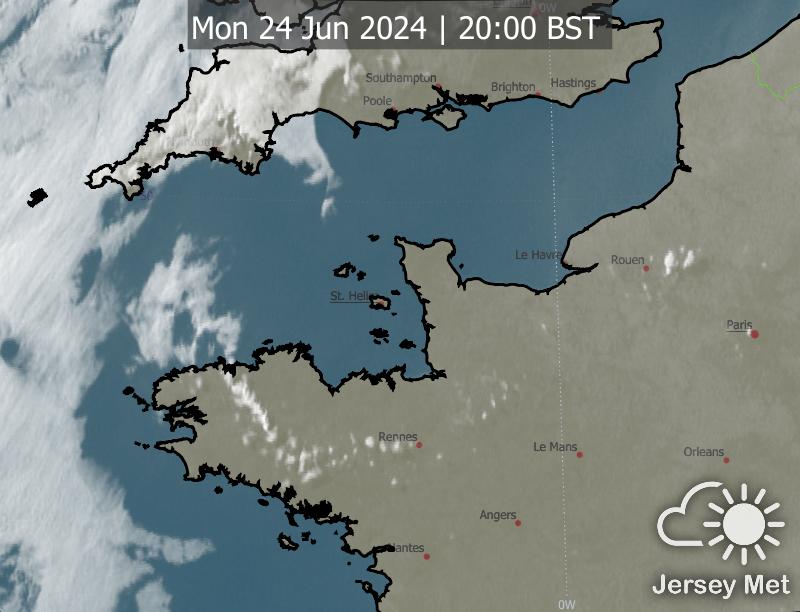 Mon 24 Jun 2024 | 20:00 BST
0W
Southampton
Brighton
Hastings
Poole
Le Havre
Rouen
St. Helier
Paris
Rennes
Le Mans
Orleans
Angers
Nantes
Jersey Met
0W